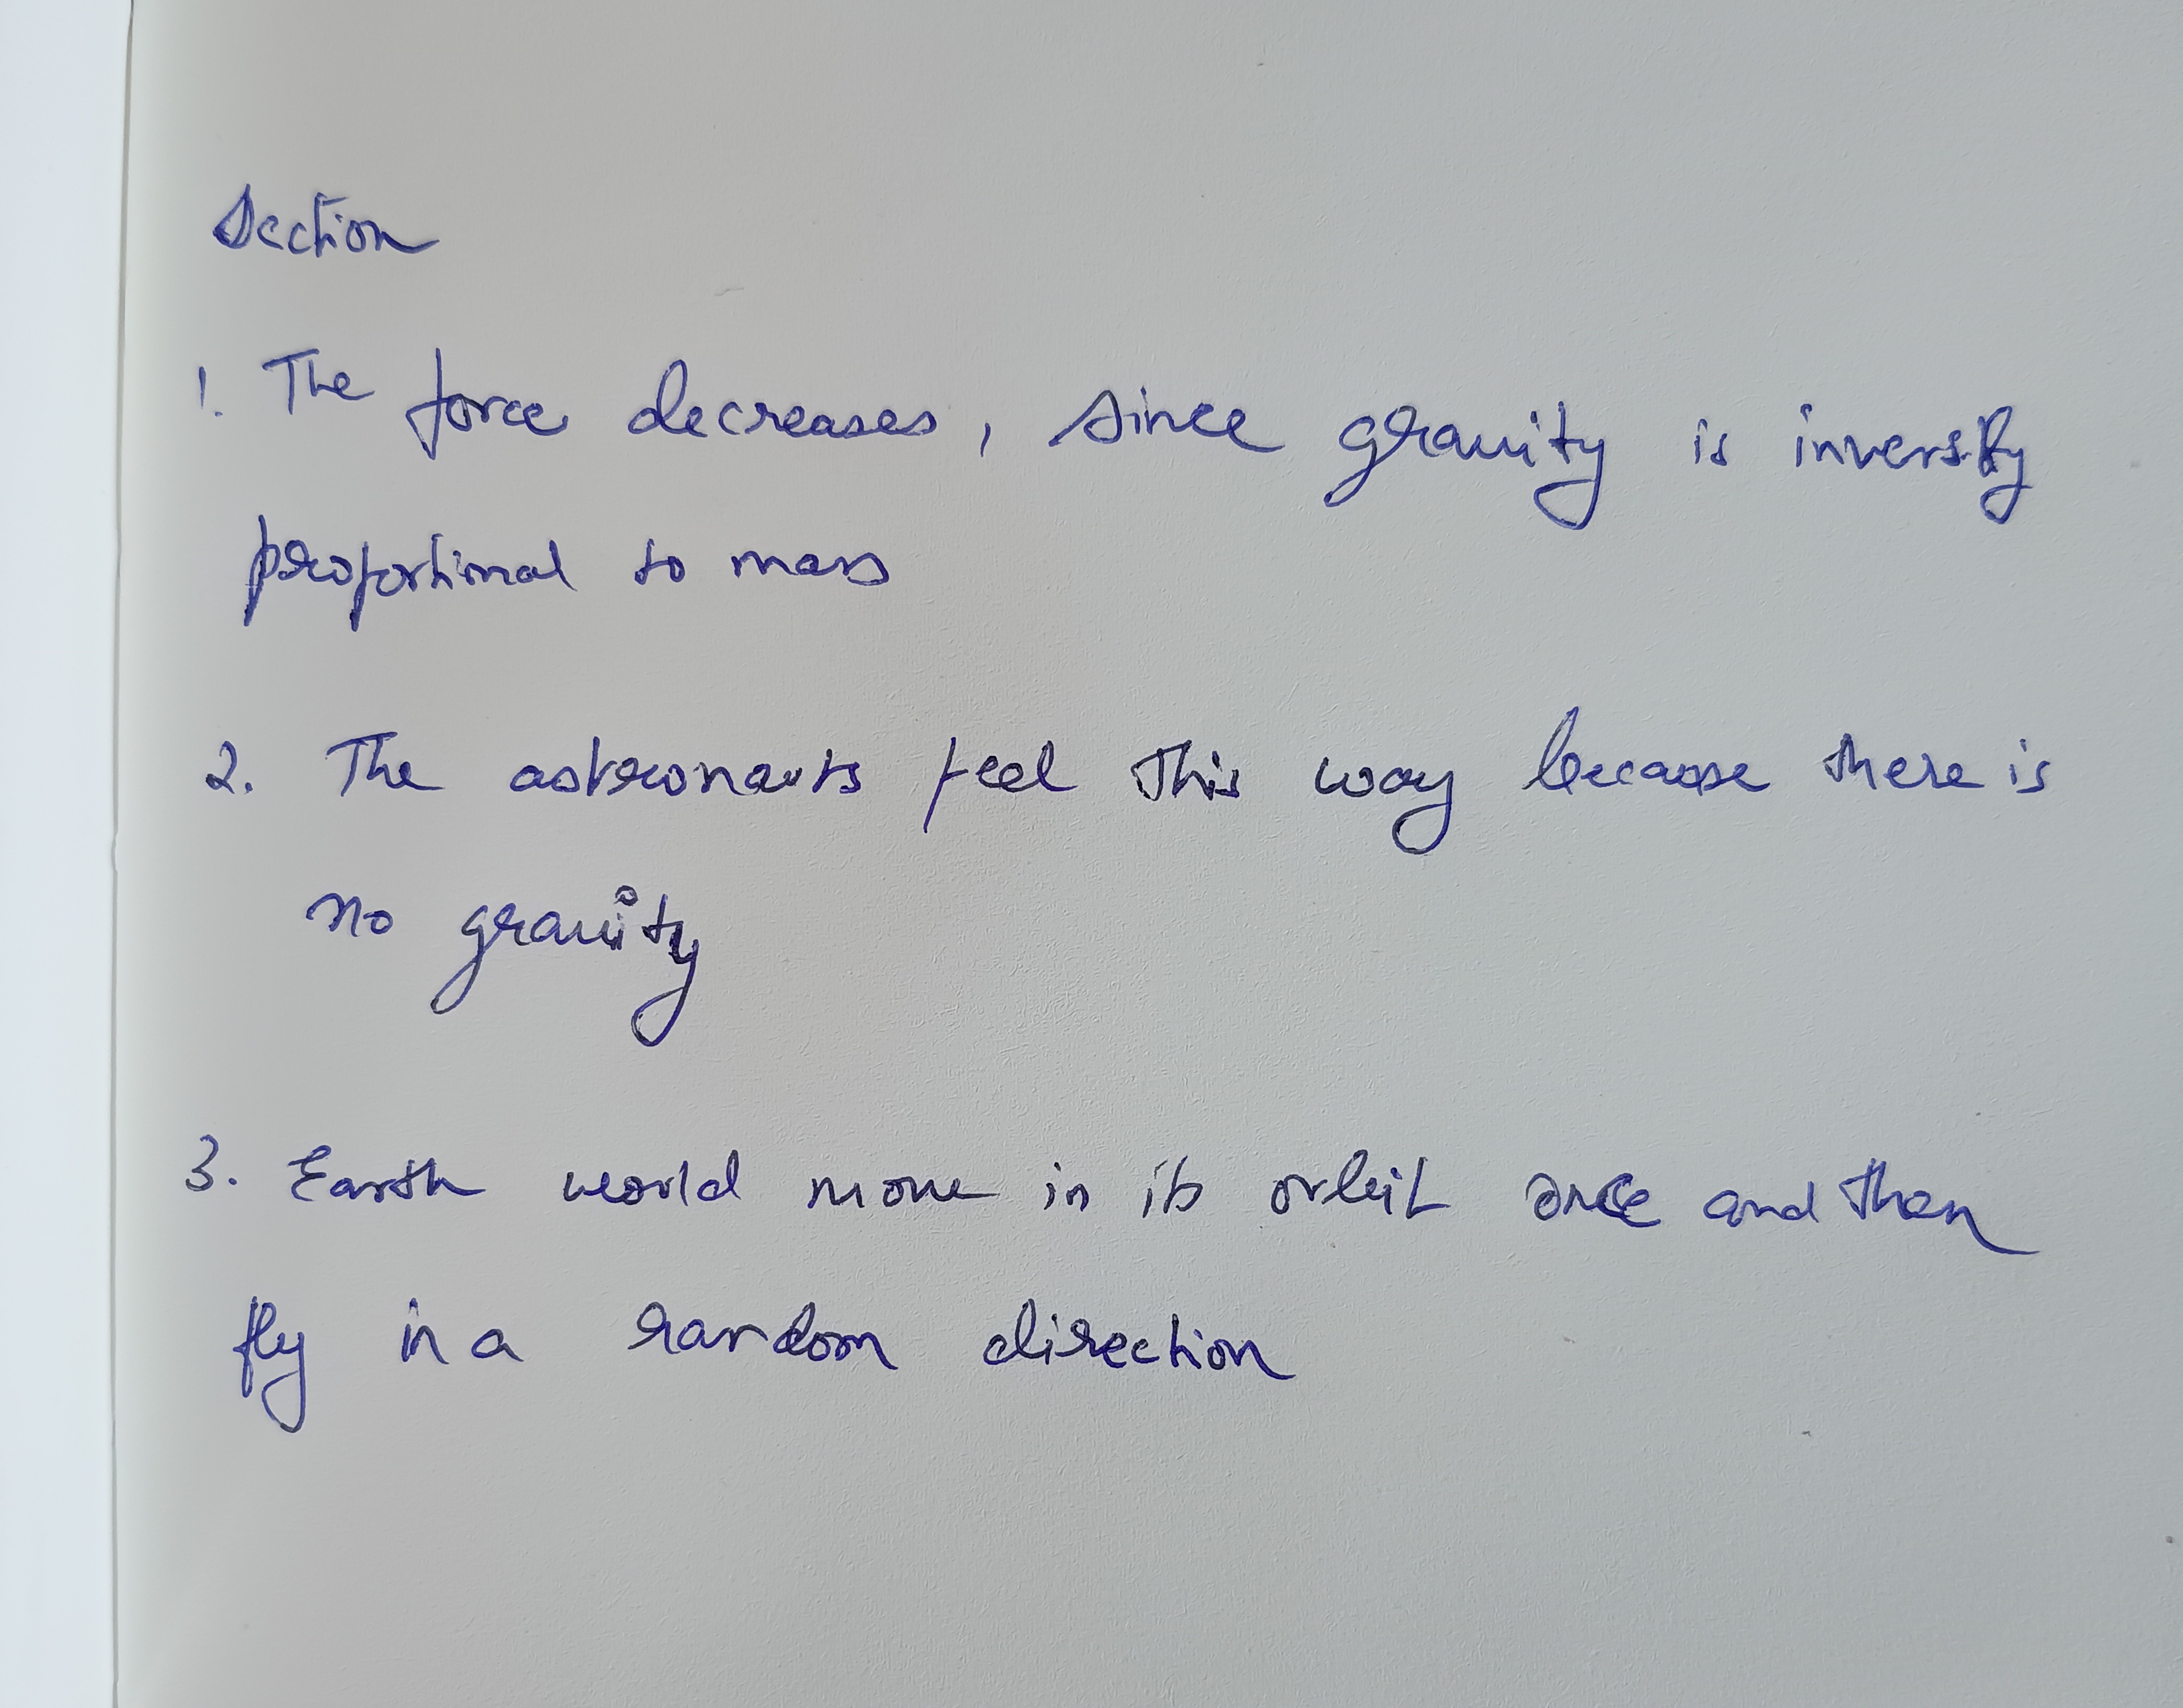 Section
1. The force decreases, since gravity is inversly
proportional to mass
2. The astronauts feel this way because there is
no gravity
3. Earth would move in its orbit once and then
fly in a random direction